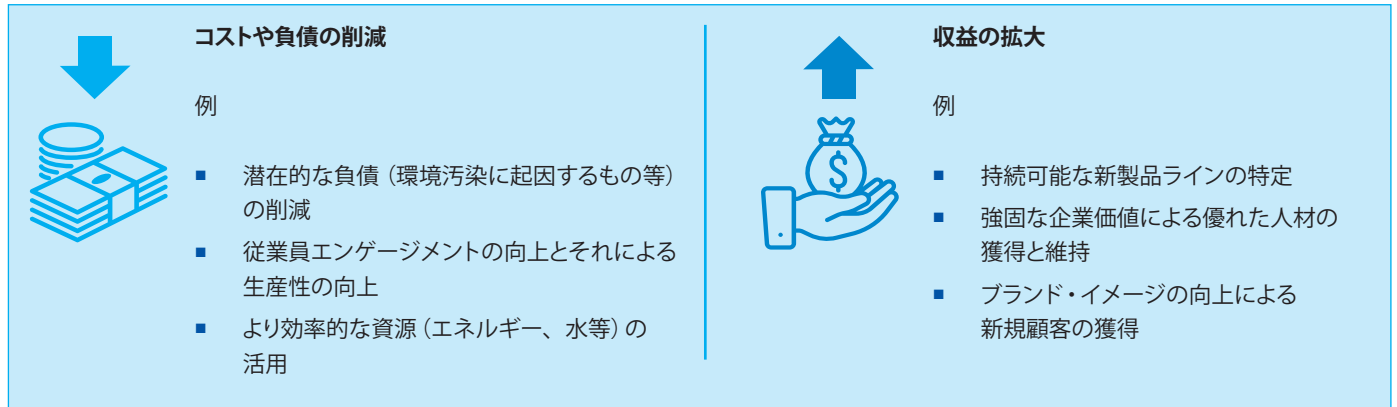 コストや負債の削減
例
■ 潜在的な負債（環境汚染に起因するもの等）
の削減
■ 従業員エンゲージメントの向上とそれによる
生産性の向上
■ より効率的な資源（エネルギー、水等）の
活用
収益の拡大
例
$
■ 持続可能な新製品ラインの特定
■ 強固な企業価値による優れた人材の
獲得と維持
■ ブランド・イメージの向上による
新規顧客の獲得